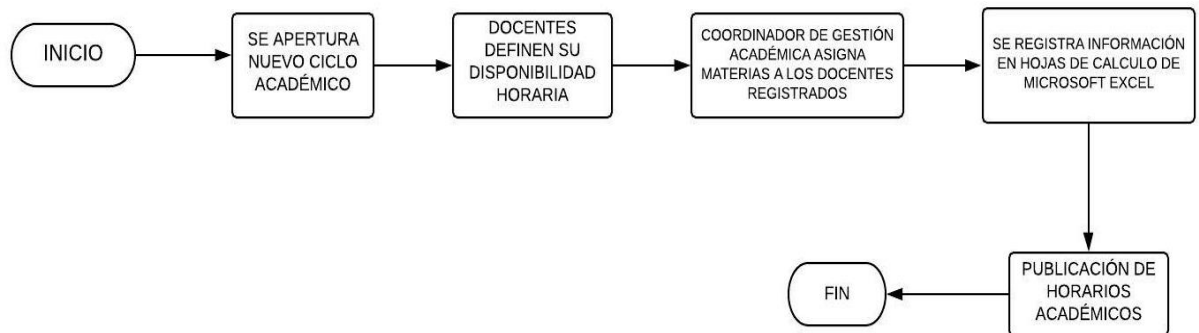 INICIO
SE APERTURA
NUEVO CICLO
ACADÉMICO
DOCENTES
DEFINEN SU
DISPONIBILIDAD
HORARIA
COORDINADOR DE GESTIÓN
ACADÉMICA ASIGNA
MATERIAS A LOS DOCENTES
REGISTRADOS
SE REGISTRA INFORMACIÓN
EN HOJAS DE CALCULO DE
MICROSOFT EXCEL
PUBLICACIÓN DE
HORARIOS
ACADÉMICOS
FIN